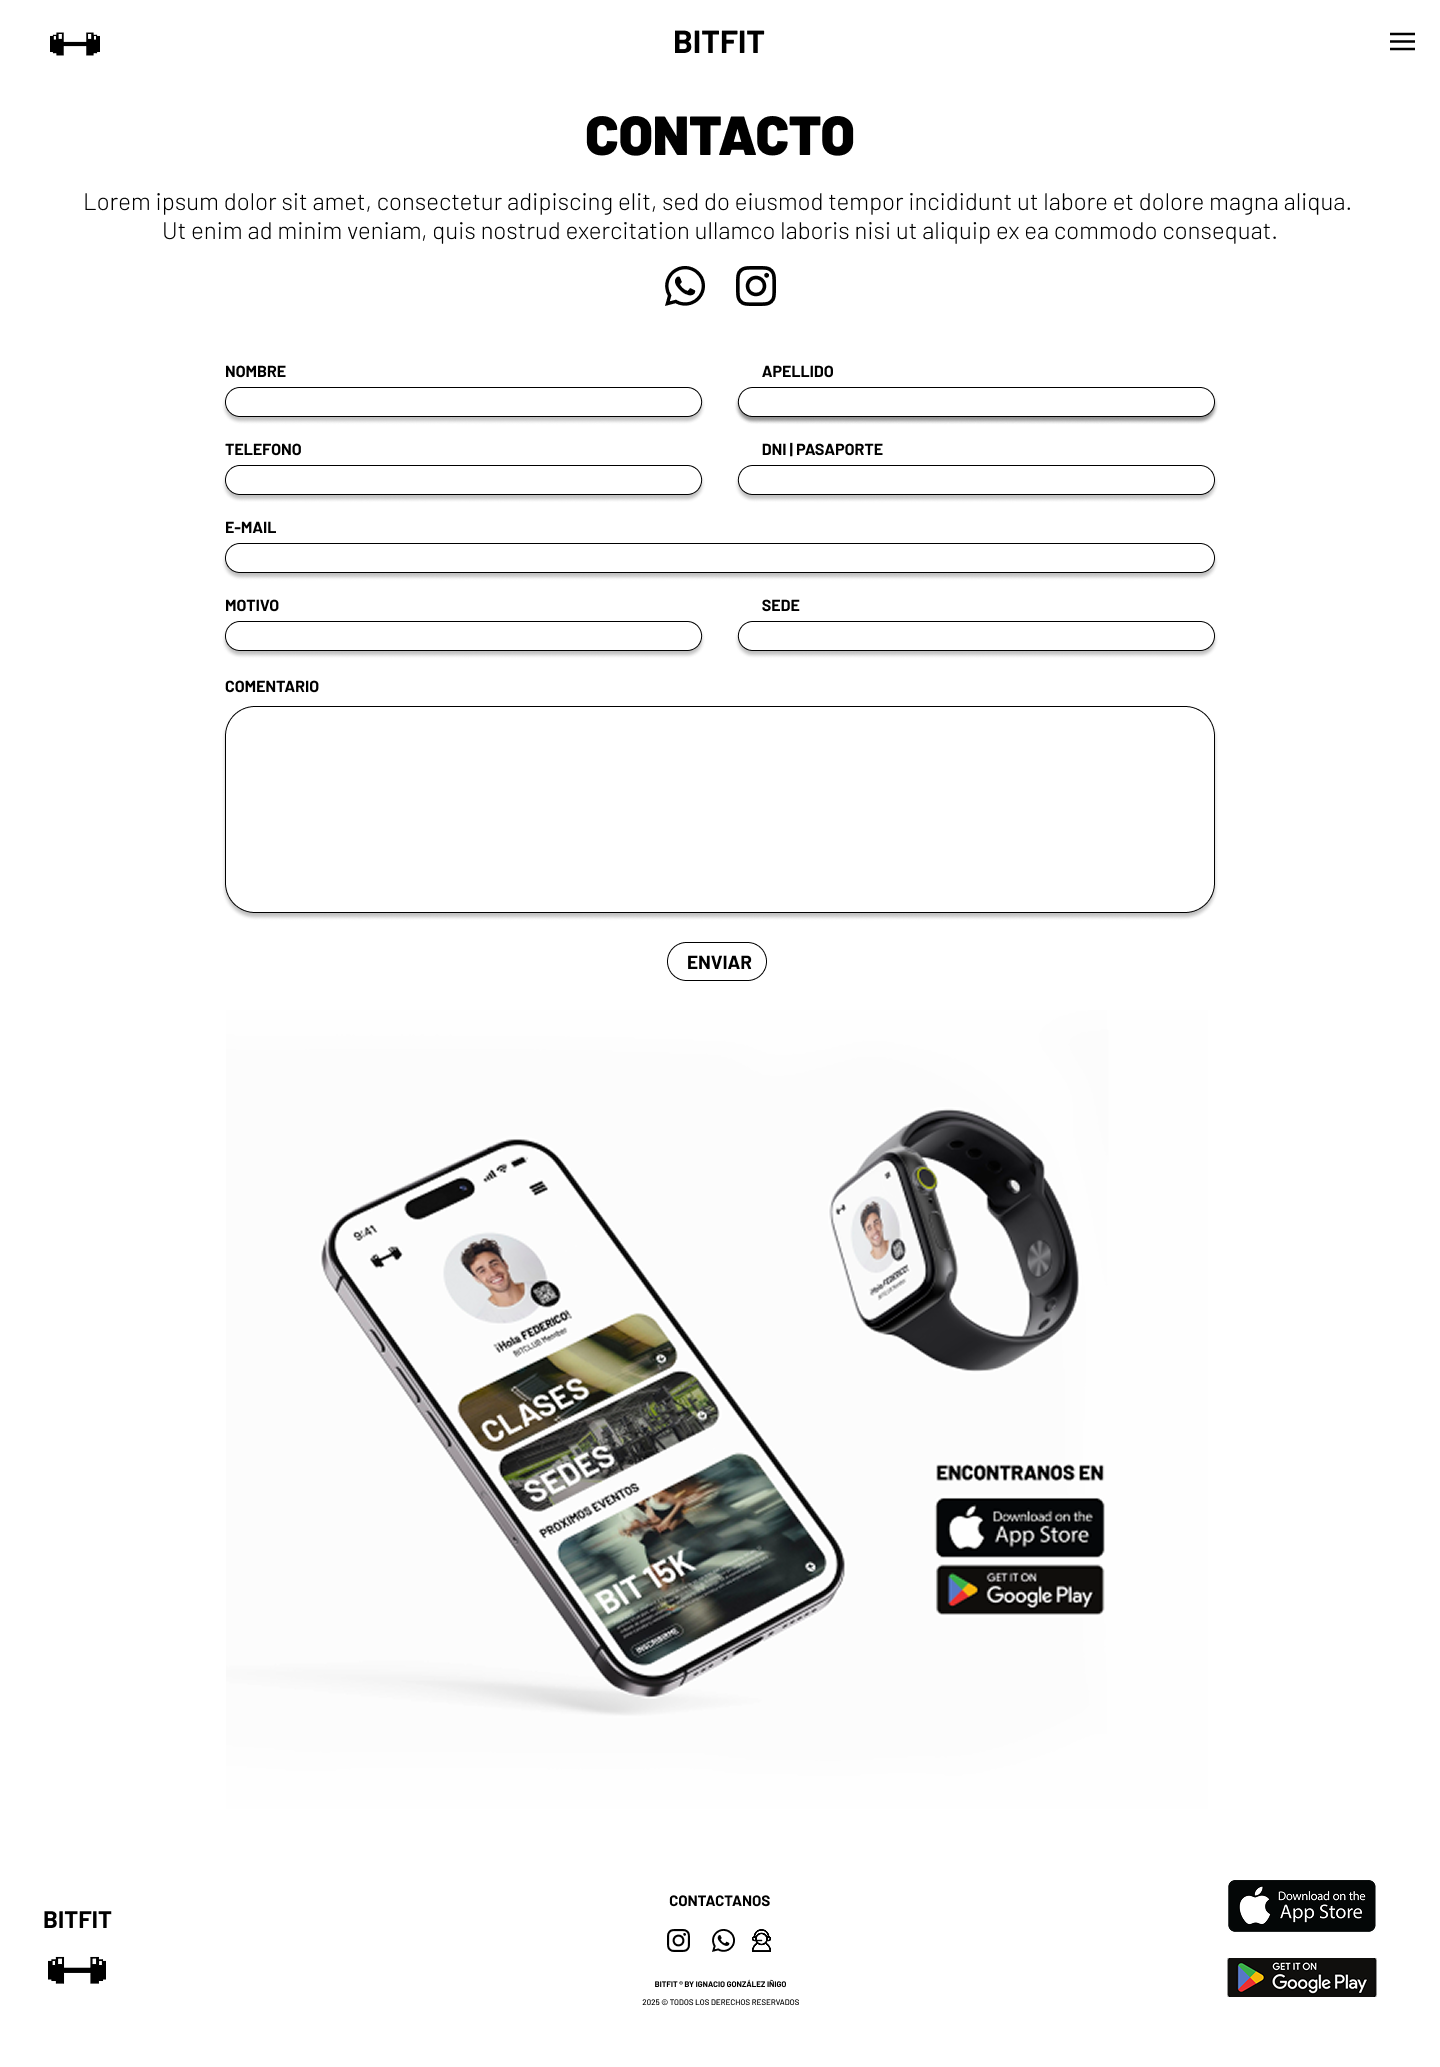 BITFIT
CONTACTO
Lorem ipsum dolor sit amet, consectetur adipiscing elit, sed do eiusmod tempor incididunt ut labore et dolore magna aliqua.
Ut enim ad minim veniam, quis nostrud exercitation ullamco laboris nisi ut aliquip ex ea commodo consequat.
NOMBRE
APELLIDO
TELEFONO
DNI | PASAPORTE
E-MAIL
MOTIVO
SEDE
COMENTARIO
ENVIAR
9:41
¡Hola FEDERICO!
BITCLUB Member
CLASES
SEDES
PROXIMOS EVENTOS
BIT 15K
INSCRIBIRME
¡Hola FEDERICO!
BITCLUB Member
ENCONTRANOS EN
Download on the
App Store
GET IT ON
Google Play
BITFIT
CONTACTANOS
BITFIT ® BY IGNACIO GONZÁLEZ IÑIGO
2025 © TODOS LOS DERECHOS RESERVADOS
Download on the
App Store
GET IT ON
Google Play